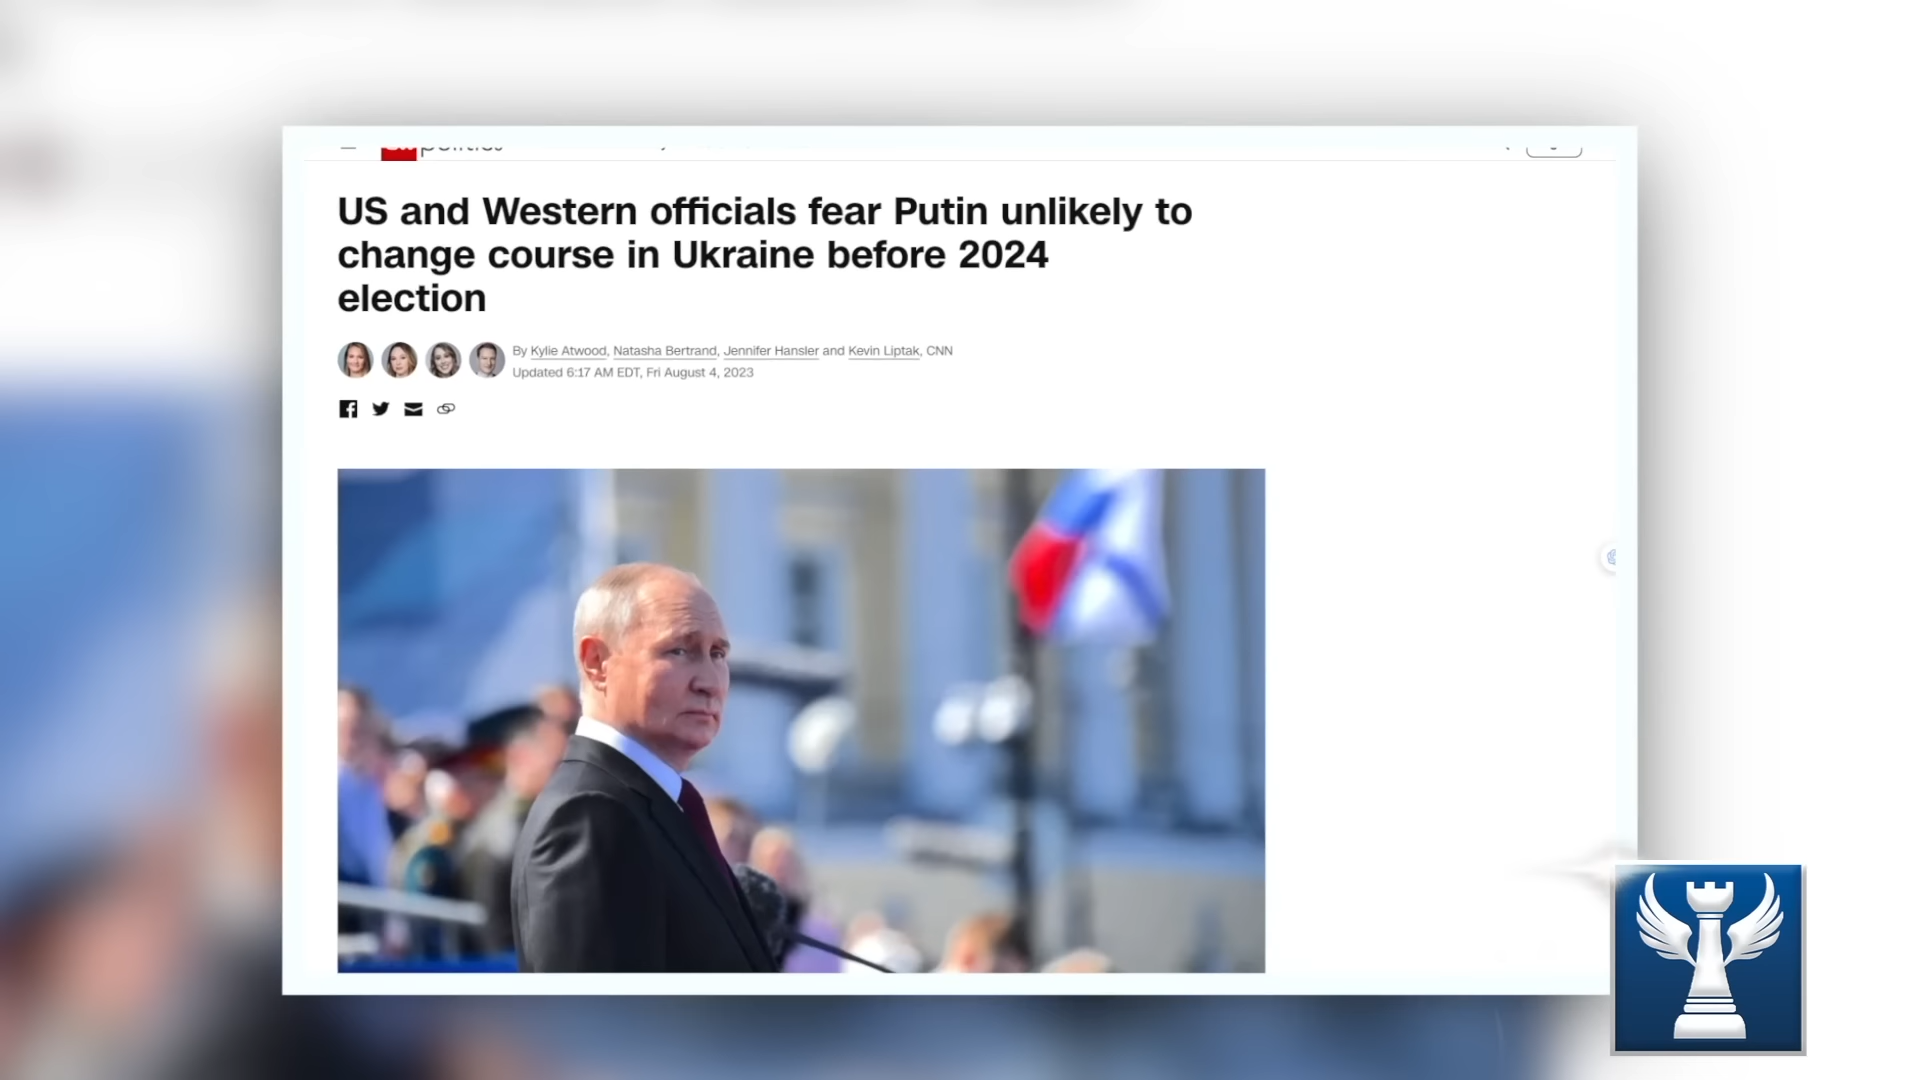 US and Western officials fear Putin unlikely to
change course in Ukraine before 2024
election
By Kylie Atwood, Natasha Bertrand, Jennifer Hansler and Kevin Liptak, CNN
Updated 6:17 AM EDT, Fri August 4, 2023